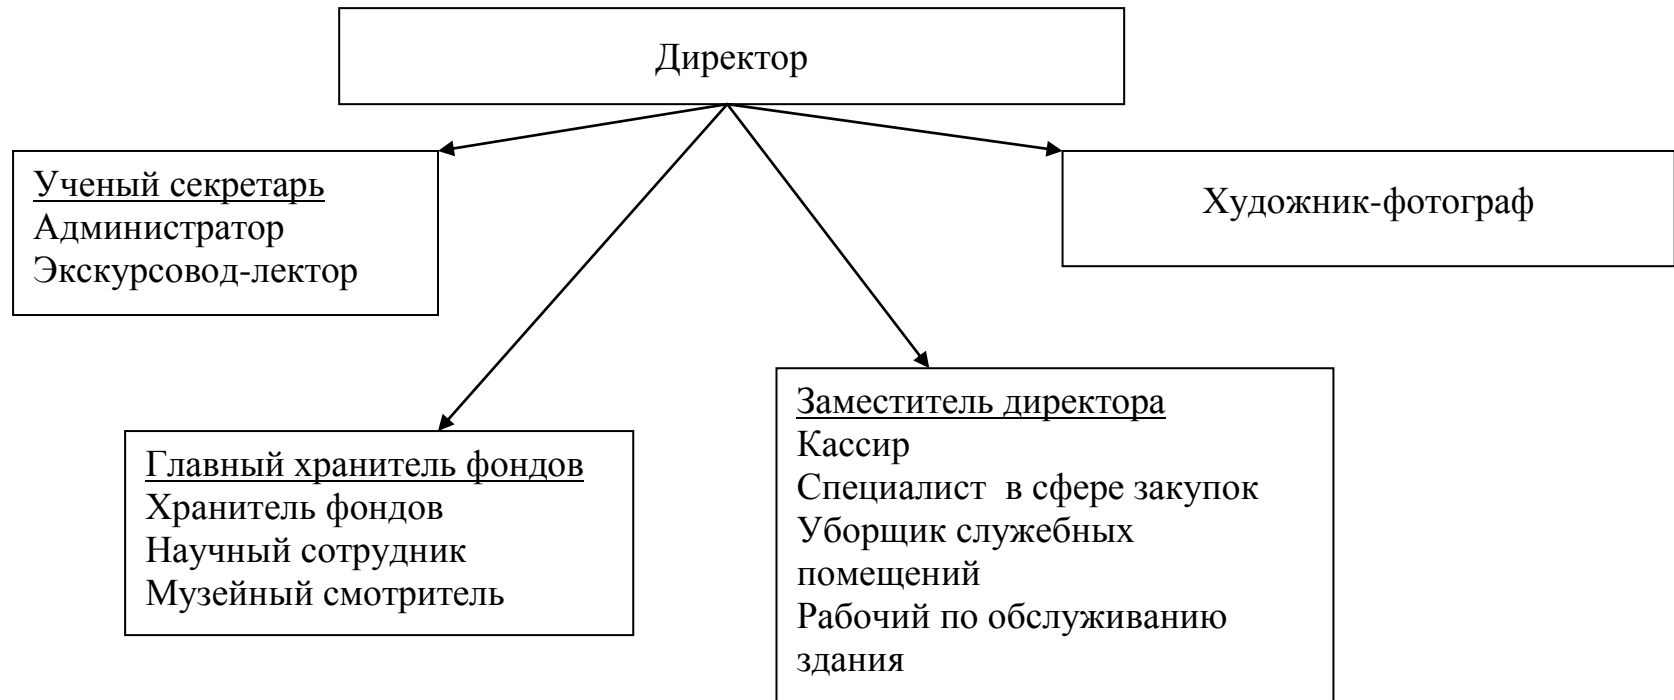 Директор
Ученый секретарь
Администратор
Экскурсовод-лектор
Художник-фотограф
Главный хранитель фондов
Хранитель фондов
Научный сотрудник
Музейный смотритель
Заместитель директора
Кассир
Специалист  в сфере закупок
Уборщик служебных
помещений
Рабочий по обслуживанию
здания